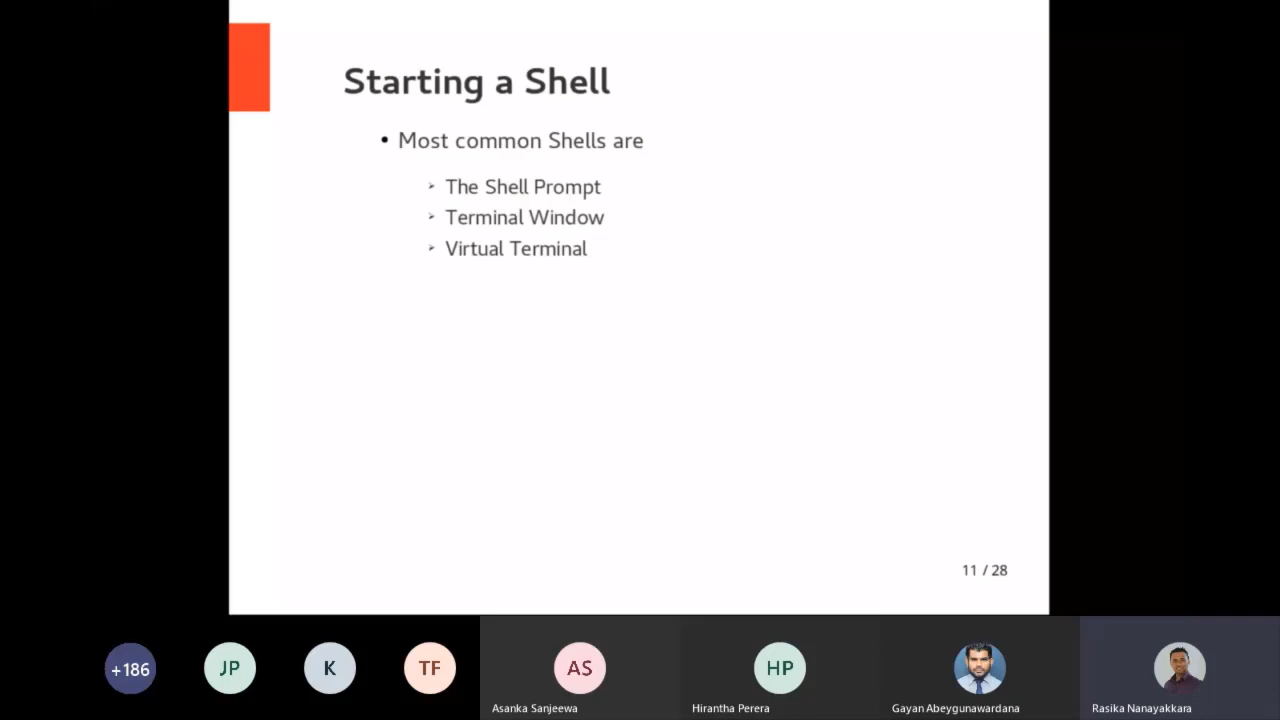 Starting a Shell
• Most common Shells are
➢ The Shell Prompt
➢ Terminal Window
➢ Virtual Terminal
11 / 28
+186
JP
K
TF
AS
HP
Asanka Sanjeewa
Hirantha Perera
Gayan Abeygunawardana
Rasika Nanayakkara